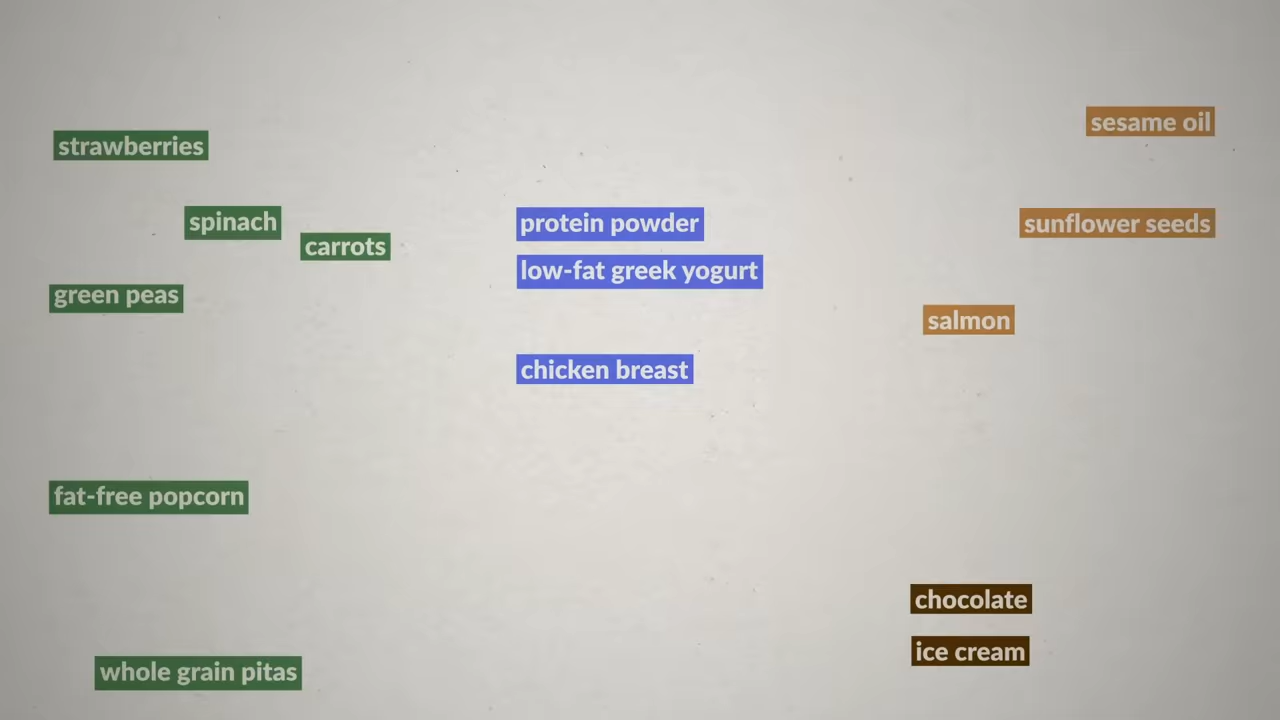 strawberries
spinach
carrots
green peas
fat-free popcorn
whole grain pitas
protein powder
low-fat greek yogurt
chicken breast
sesame oil
sunflower seeds
salmon
chocolate
ice cream